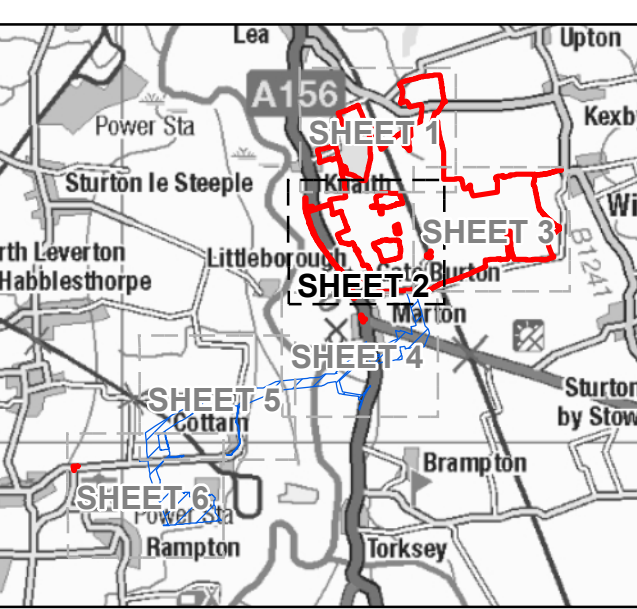 Lea
Upton
A156
Power Sta
Kexb
SHEET 1
Sturton le Steeple
Knaith
Wi
SHEET 3
rth Leverton
Habblesthorpe
Littleborough
Gate Burton
B1241
SHEET 2
Marton
SHEET 4
Sturton
by Stow
SHEET 5
Cottam
Brampton
SHEET 6
Power Sta
Rampton
Torksey